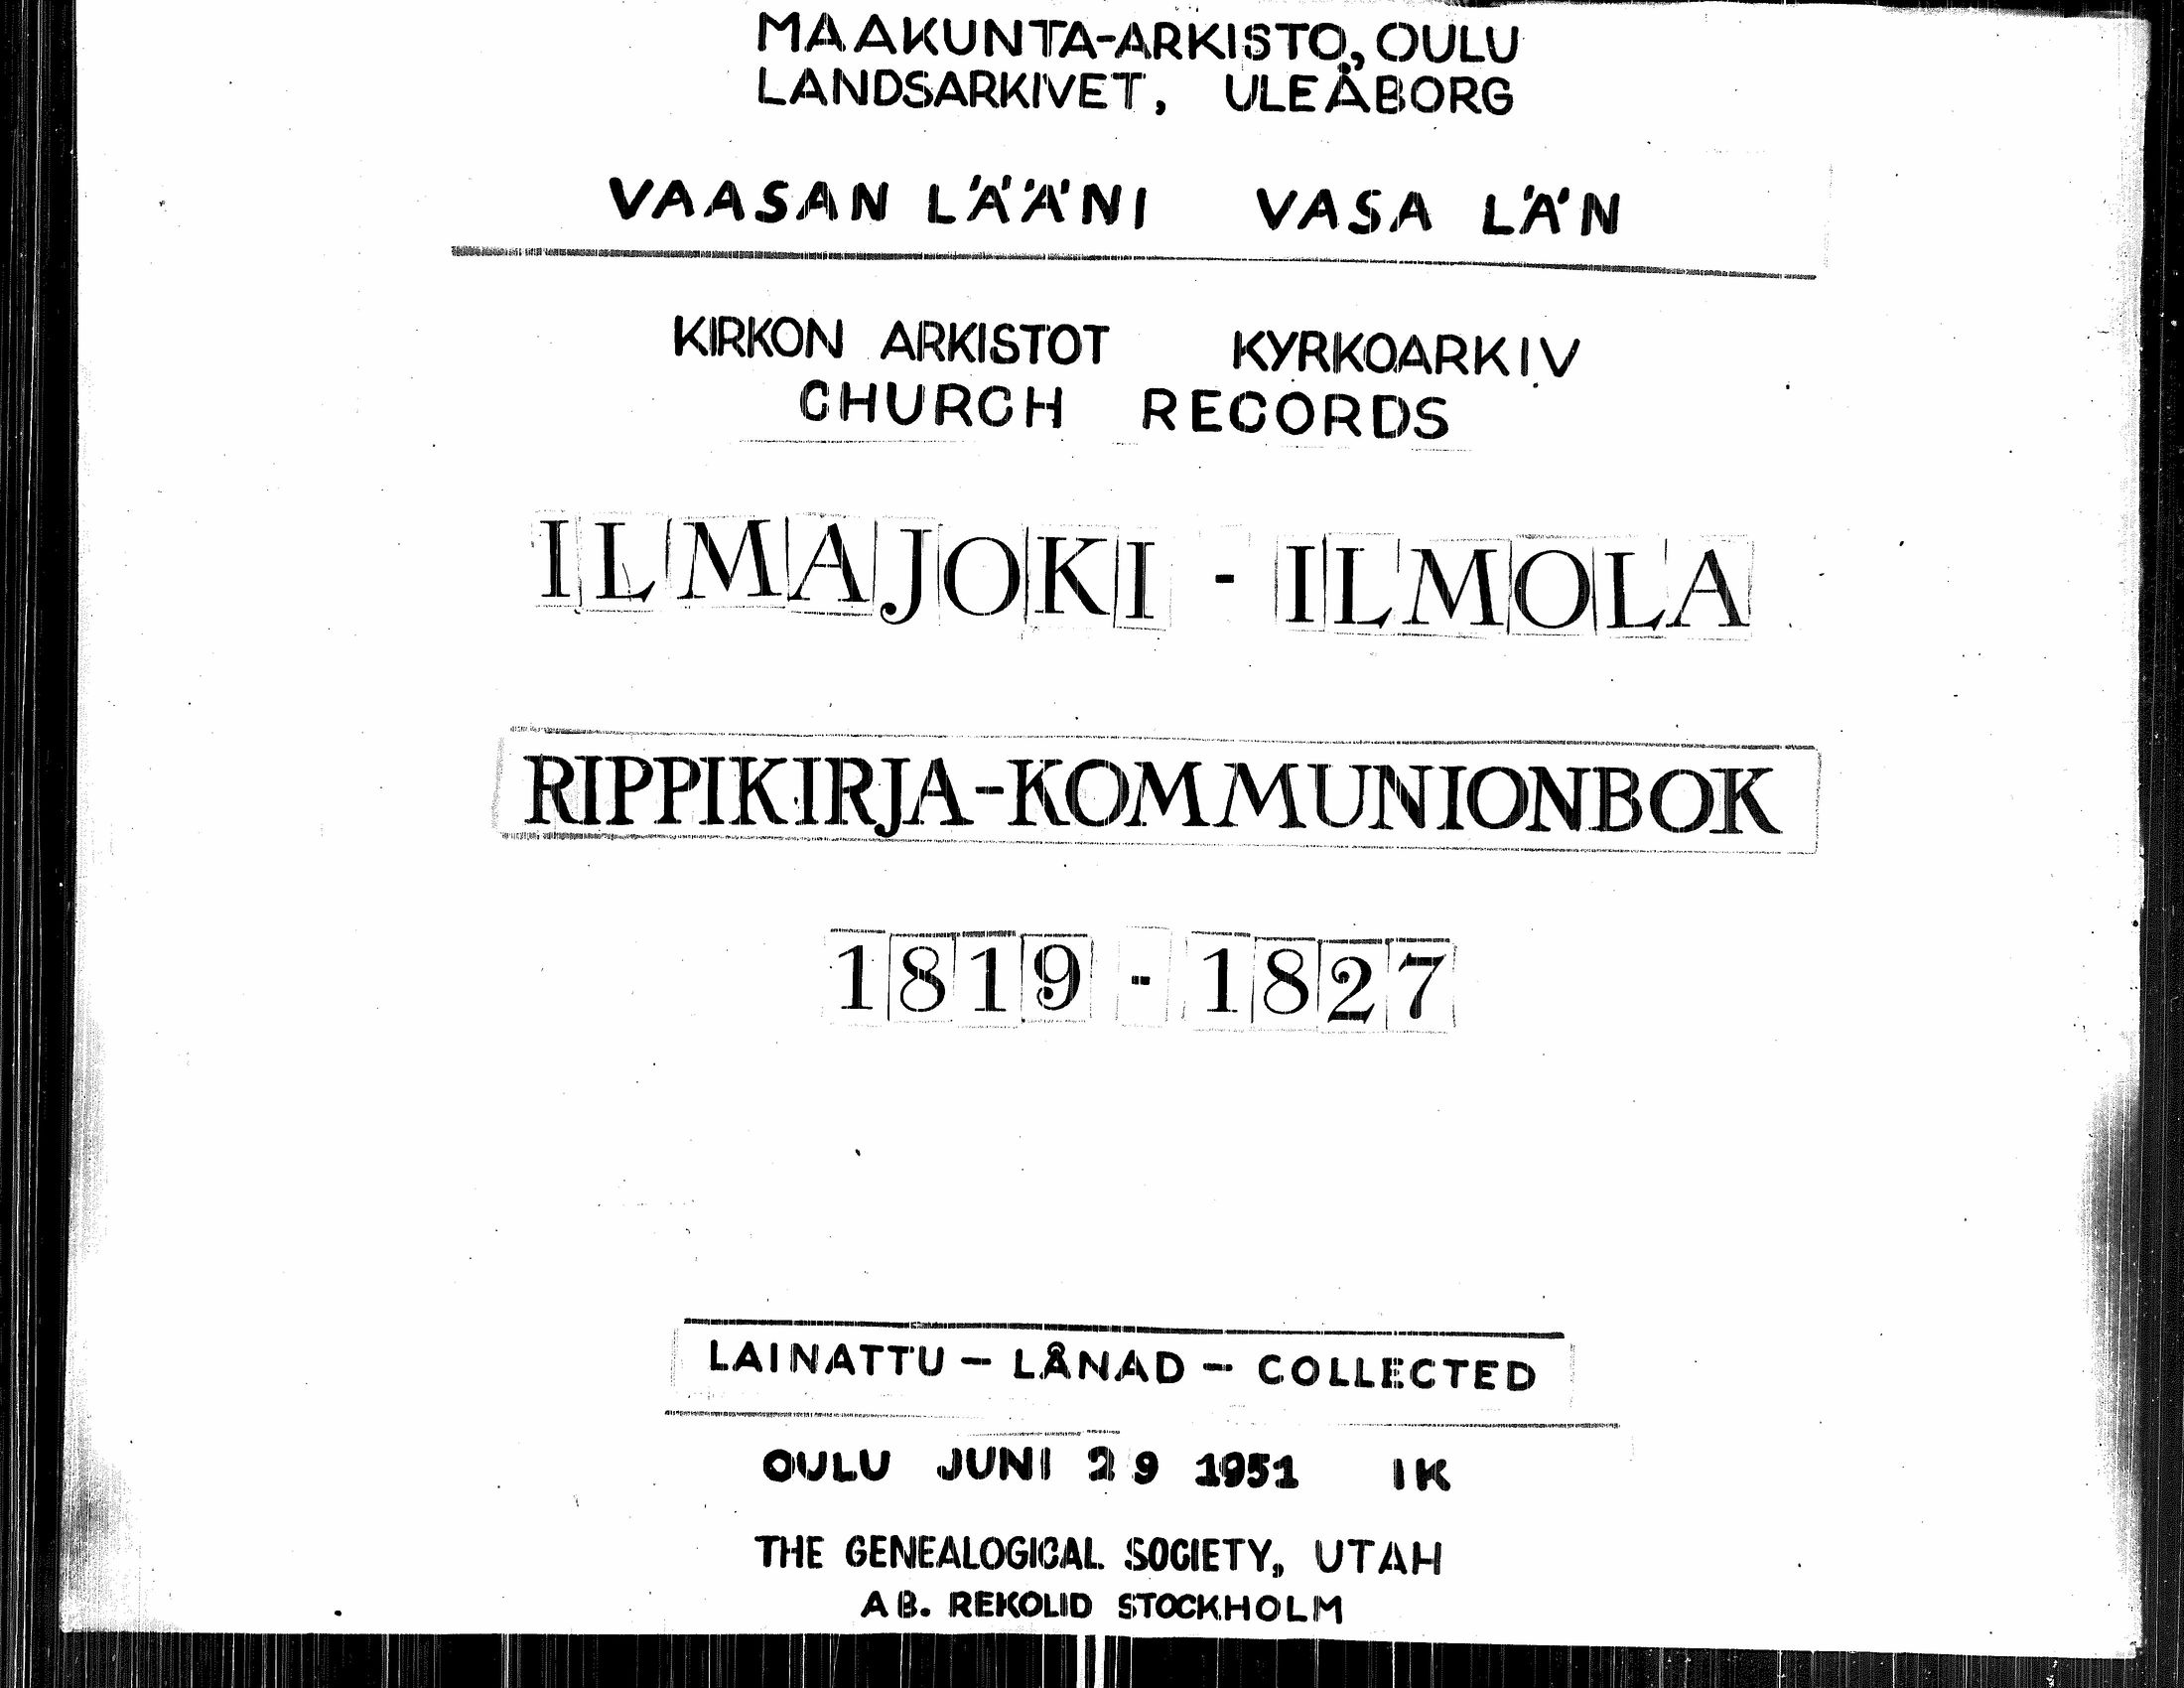 MAAKUNTA-ARKISTO, OULU
LANDSARKIVET, ULEÅBORG
VAASAN LÄÄNI VASA LÄN
KIRKON ARKISTOT KYRKOARKIV
CHURCH RECORDS
ILMAJOKI - ILMOLA
RIPPIKIRJA-KOMMUNIONBOK
1819 - 1827
LAINATTU - LÅNAD - COLLECTED
OULU JUNI 29 1951 IK
THE GENEALOGICAL SOCIETY, UTAH
AB. REKOLID STOCKHOLM